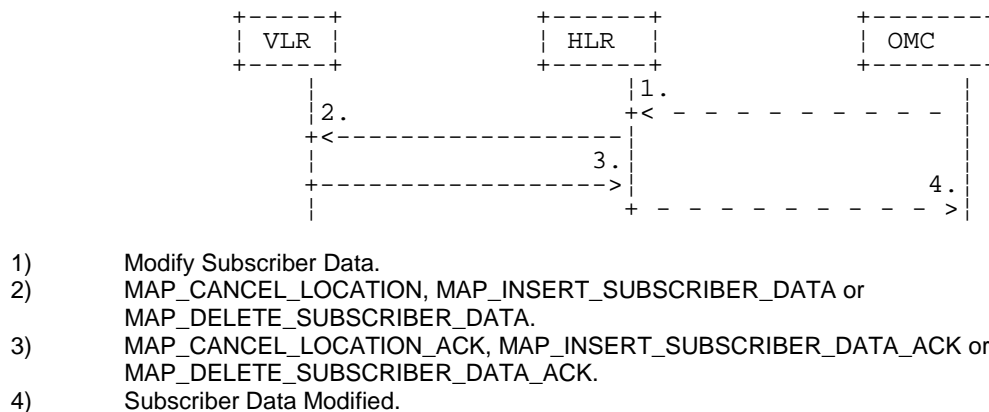 VLR HLR OMC
1.
2.
3.
4.
1) Modify Subscriber Data.
2) MAP_CANCEL_LOCATION, MAP_INSERT_SUBSCRIBER_DATA or
MAP_DELETE_SUBSCRIBER_DATA.
3) MAP_CANCEL_LOCATION_ACK, MAP_INSERT_SUBSCRIBER_DATA_ACK or
MAP_DELETE_SUBSCRIBER_DATA_ACK.
4) Subscriber Data Modified.